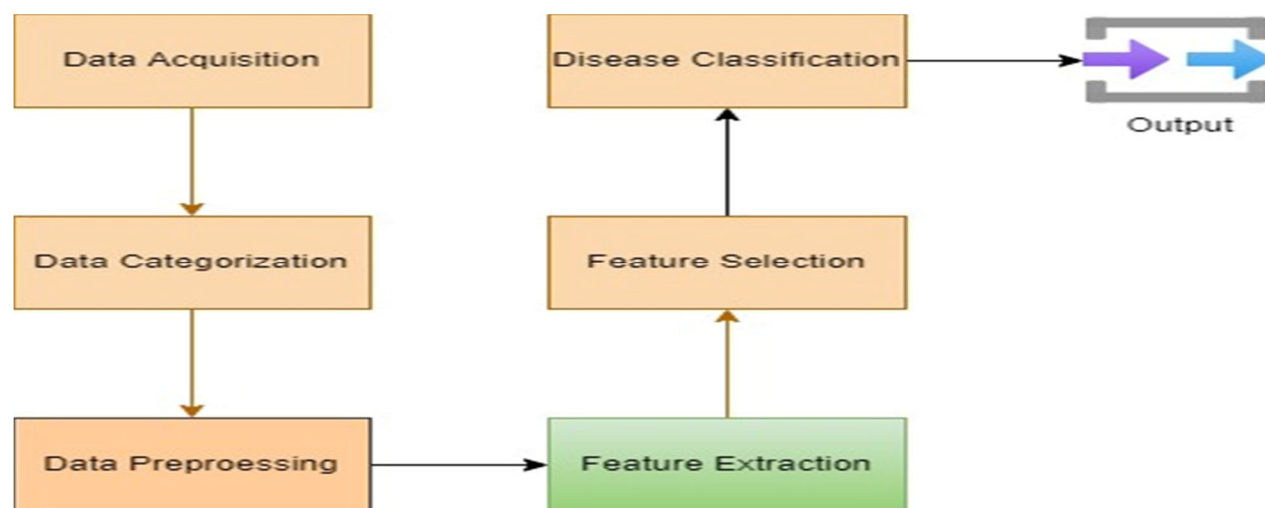 Data Acquisition
Data Categorization
Data Preproessing
Feature Extraction
Feature Selection
Disease Classification
Output